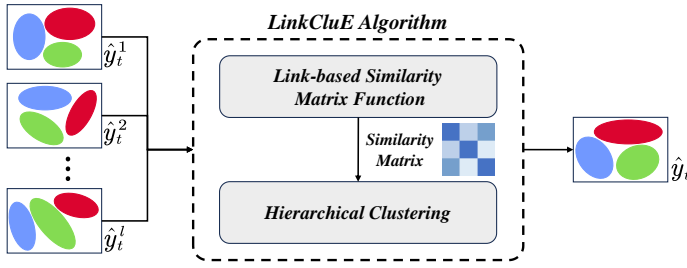 LinkCluE Algorithm
ŷ_t^1
ŷ_t^2
ŷ_t^l
Link-based Similarity
Matrix Function
Similarity
Matrix
Hierarchical Clustering
ŷ_t